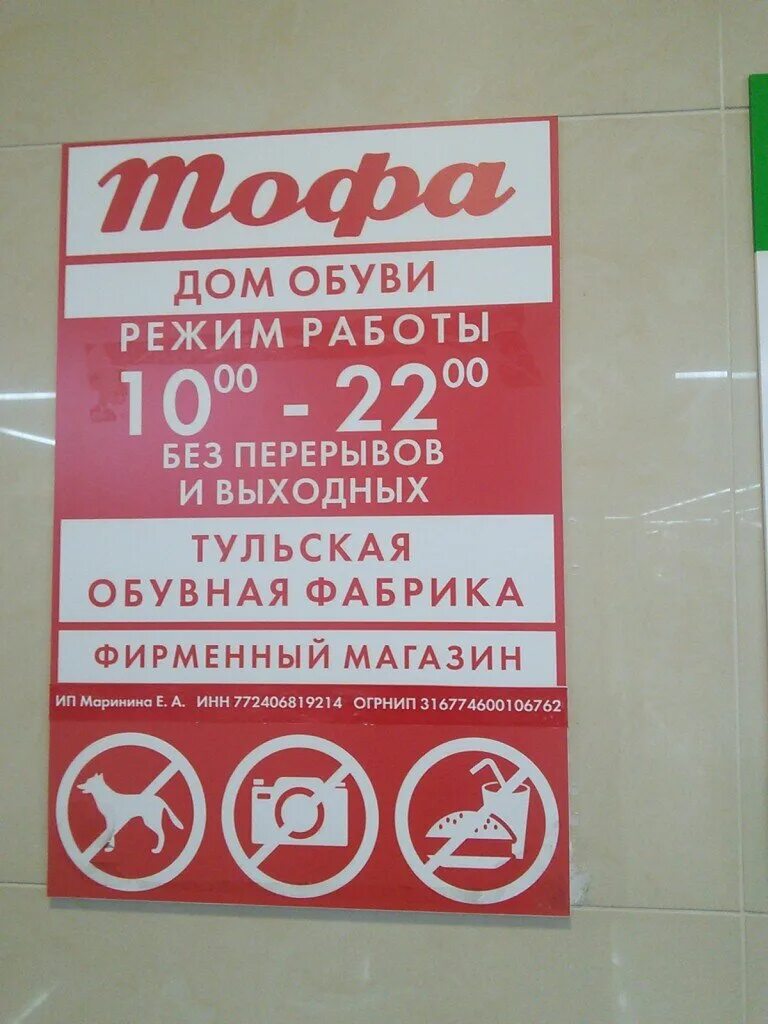 Тофа
ДОМ ОБУВИ
РЕЖИМ РАБОТЫ
10⁰⁰ - 22⁰⁰
БЕЗ ПЕРЕРЫВОВ
И ВЫХОДНЫХ
ТУЛЬСКАЯ
ОБУВНАЯ ФАБРИКА
ФИРМЕННЫЙ МАГАЗИН
ИП Маринина Е. А. ИНН 772406819214 ОГРНИП 316774600106762